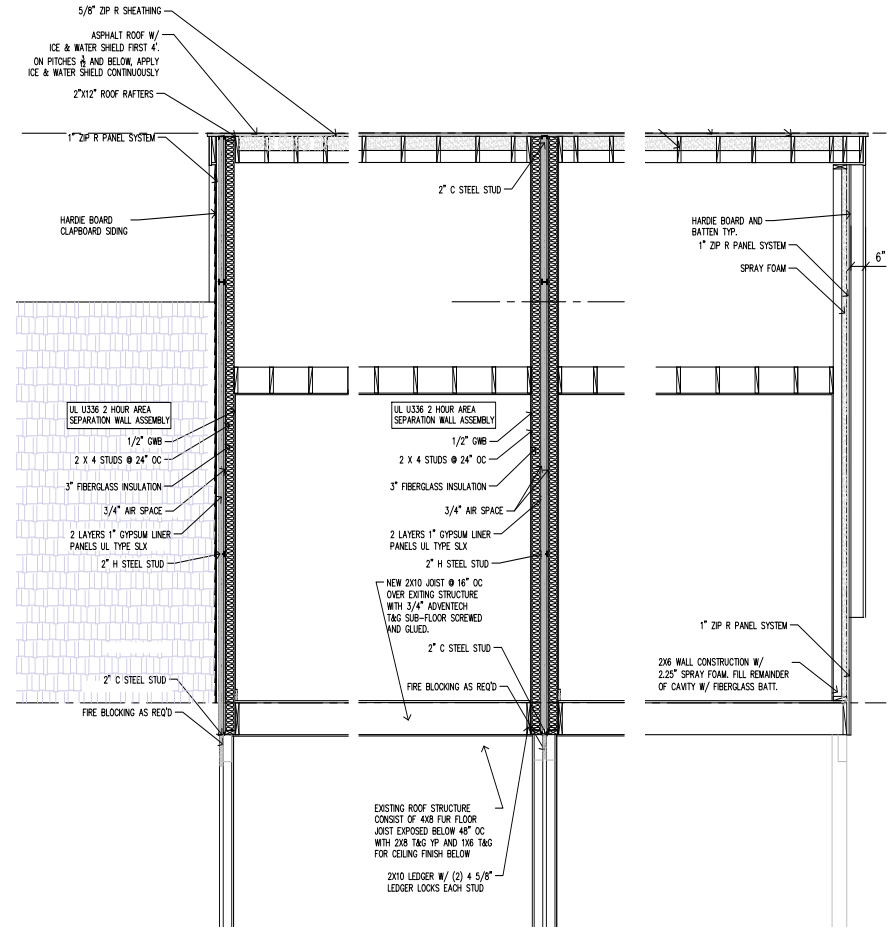 5/8" ZIP R SHEATHING
ASPHALT ROOF W/
ICE & WATER SHIELD FIRST 4'.
ON PITCHES 3/12 AND BELOW, APPLY
ICE & WATER SHIELD CONTINUOUSLY
2"X12" ROOF RAFTERS
1" ZIP R PANEL SYSTEM
HARDIE BOARD
CLAPBOARD SIDING
2" C STEEL STUD
HARDIE BOARD AND
BATTEN TYP.
1" ZIP R PANEL SYSTEM
SPRAY FOAM
6"
UL U336 2 HOUR AREA
SEPARATION WALL ASSEMBLY
1/2" GWB
2 X 4 STUDS @ 24" OC
3" FIBERGLASS INSULATION
3/4" AIR SPACE
2 LAYERS 1" GYPSUM LINER
PANELS UL TYPE SLX
2" H STEEL STUD
2" C STEEL STUD
FIRE BLOCKING AS REQ'D
UL U336 2 HOUR AREA
SEPARATION WALL ASSEMBLY
1/2" GWB
2 X 4 STUDS @ 24" OC
3" FIBERGLASS INSULATION
3/4" AIR SPACE
2 LAYERS 1" GYPSUM LINER
PANELS UL TYPE SLX
2" H STEEL STUD
NEW 2X10 JOIST @ 16" OC
OVER EXITING STRUCTURE
WITH 3/4" ADVENTECH
T&G SUB-FLOOR SCREWED
AND GLUED.
2" C STEEL STUD
FIRE BLOCKING AS REQ'D
1" ZIP R PANEL SYSTEM
2X6 WALL CONSTRUCTION W/
2.25" SPRAY FOAM. FILL REMAINDER
OF CAVITY W/ FIBERGLASS BATT.
EXISTING ROOF STRUCTURE
CONSIST OF 4X8 FUR FLOOR
JOIST EXPOSED BELOW 48" OC
WITH 2X8 T&G YP AND 1X6 T&G
FOR CEILING FINISH BELOW
2X10 LEDGER W/ (2) 4 5/8"
LEDGER LOCKS EACH STUD